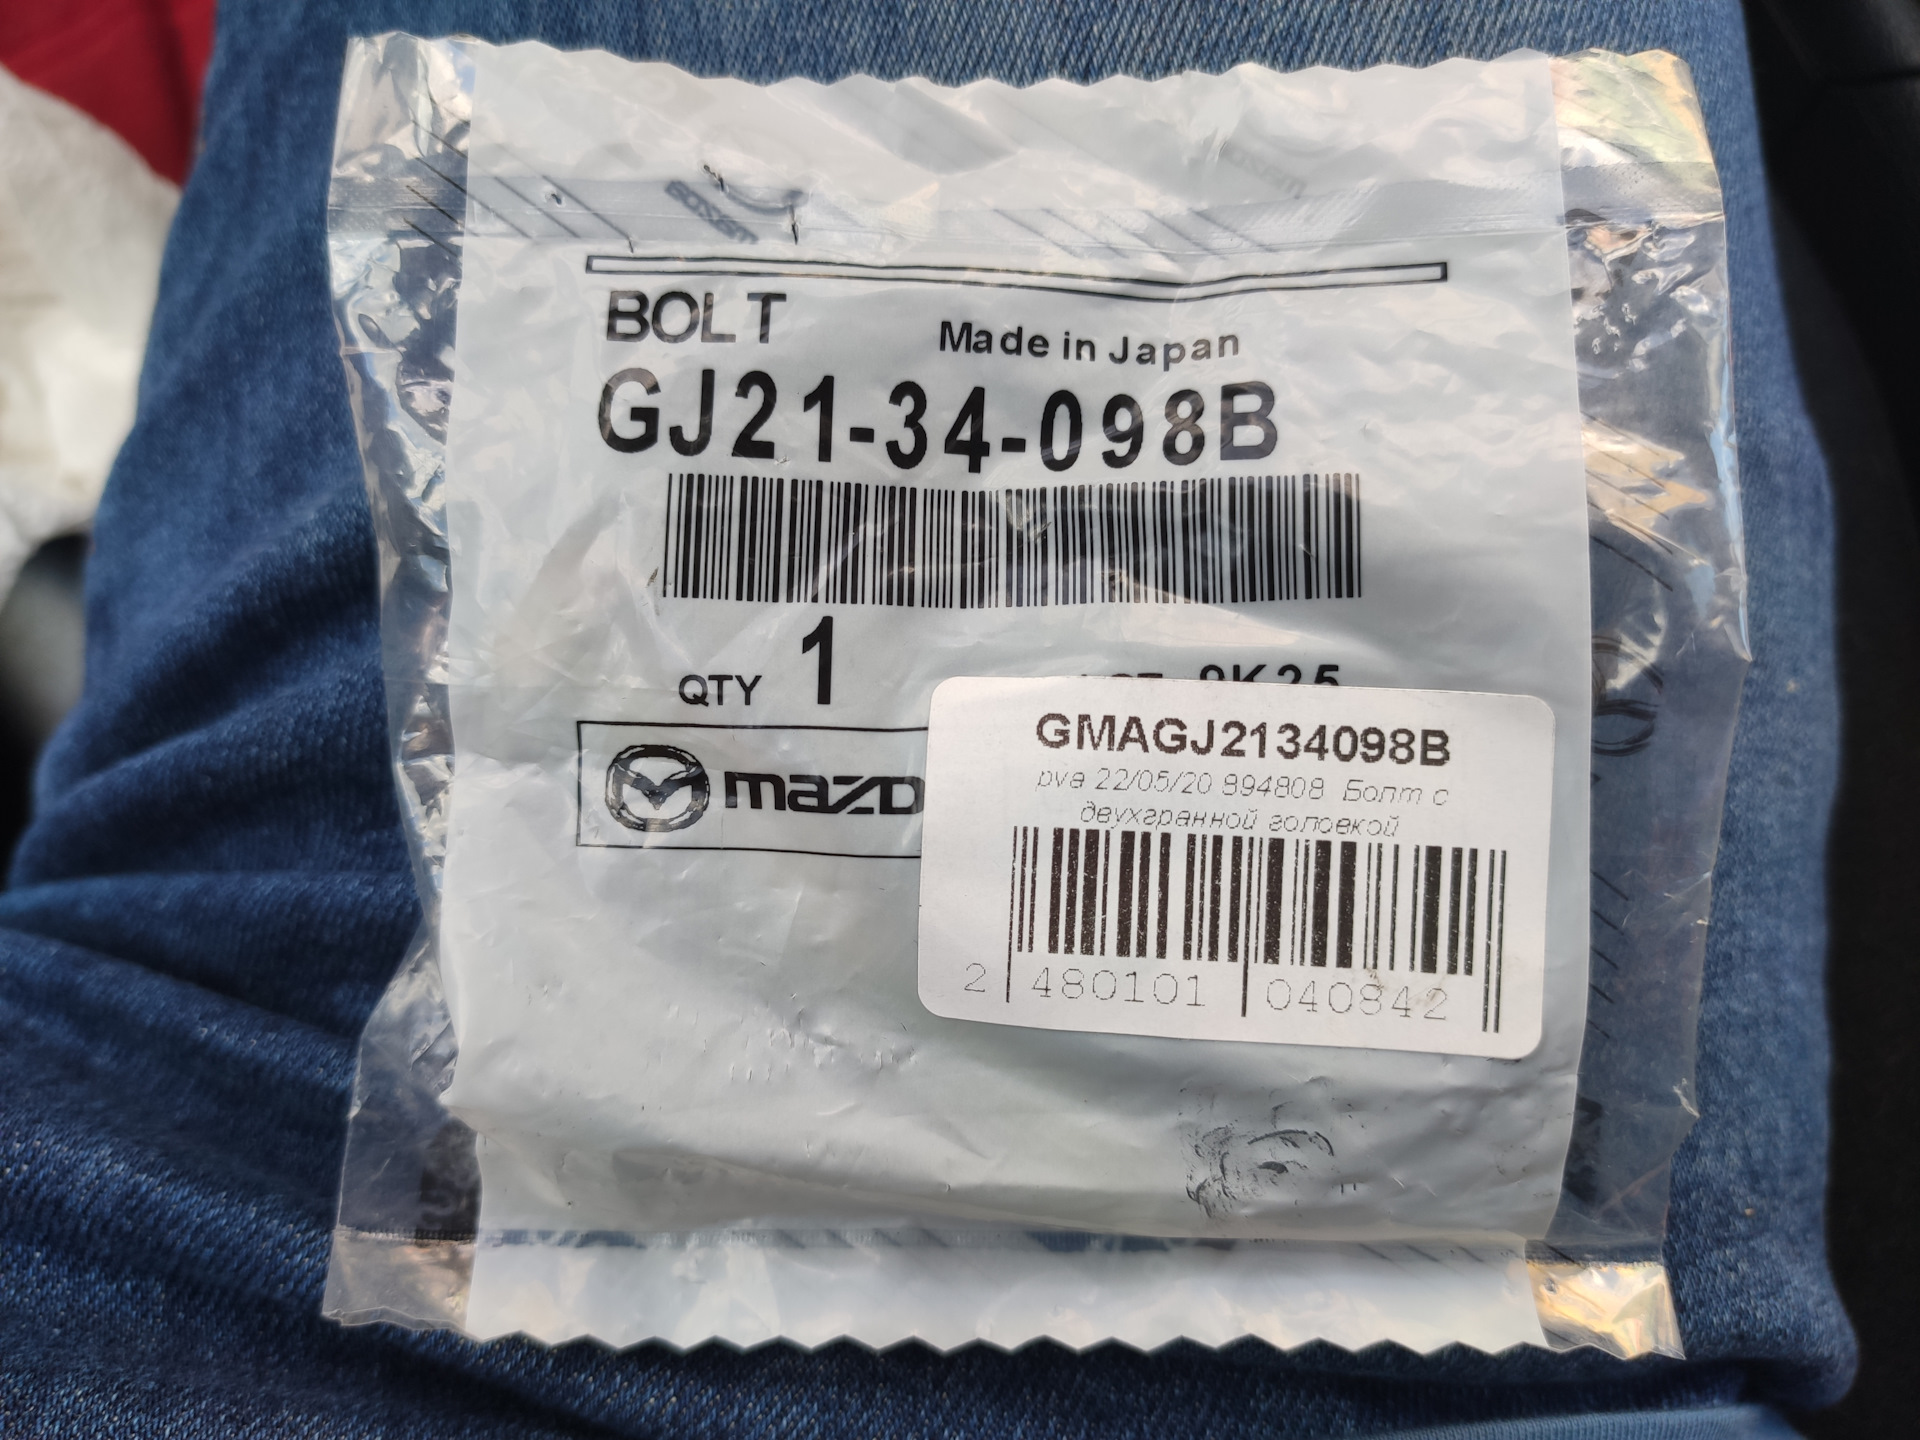 BOLT
Made in Japan
GJ21-34-098B
QTY 1
9K25
mazd
GMAGJ2134098B
pva 22/05/20 894808 Болт с
двухгранной головкой
2 480101 040842